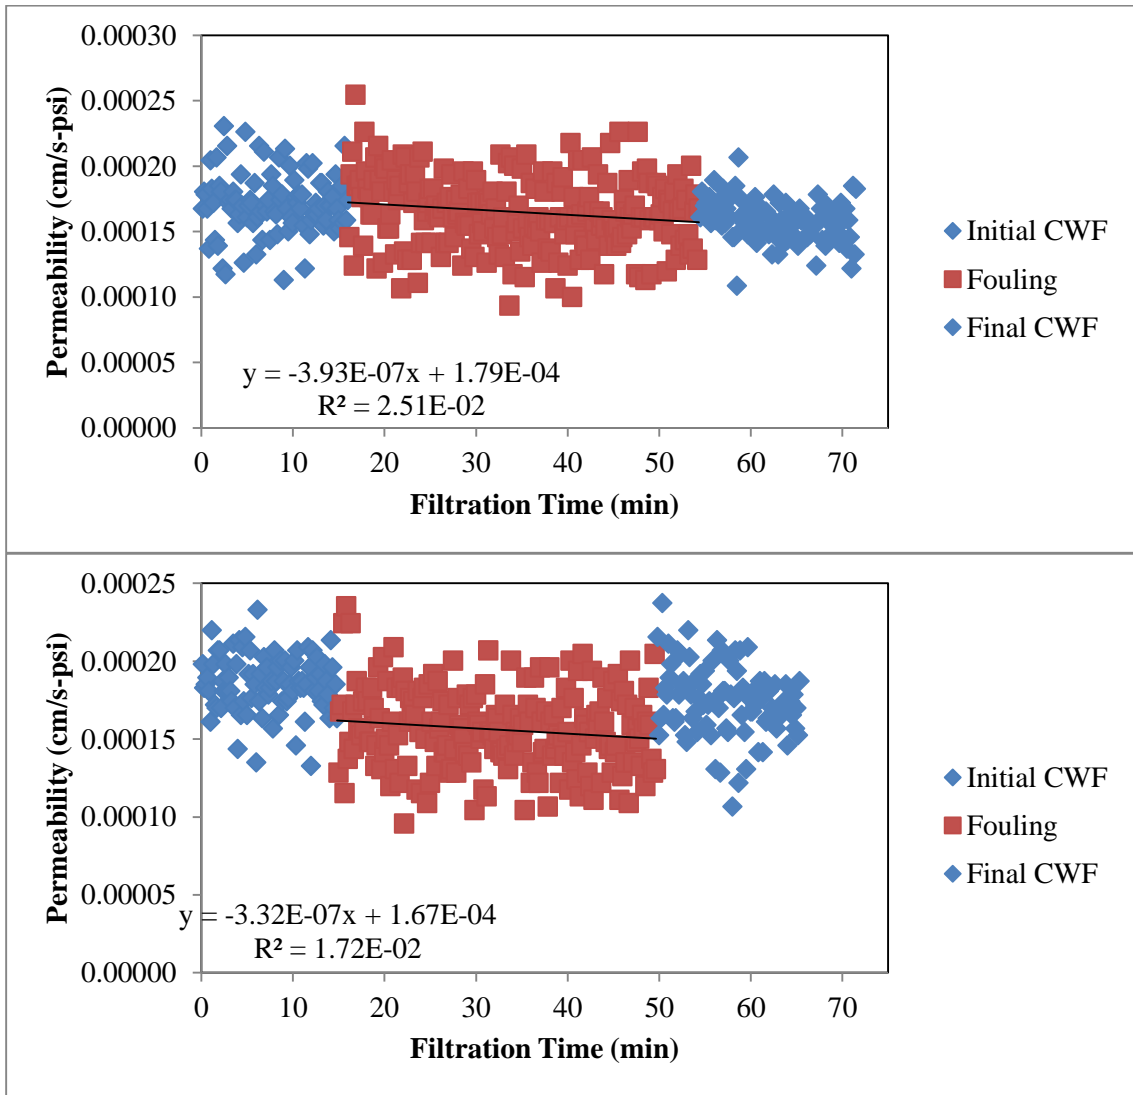 0.00030
0.00025
0.00020
0.00015
0.00010
0.00005
0.00000
Permeability (cm/s-psi)
y = -3.93E-07x + 1.79E-04
R² = 2.51E-02
0 10 20 30 40 50 60 70
Filtration Time (min)
Initial CWF
Fouling
Final CWF
0.00025
0.00020
0.00015
0.00010
0.00005
0.00000
Permeability (cm/s-psi)
y = -3.32E-07x + 1.67E-04
R² = 1.72E-02
0 10 20 30 40 50 60 70
Filtration Time (min)
Initial CWF
Fouling
Final CWF